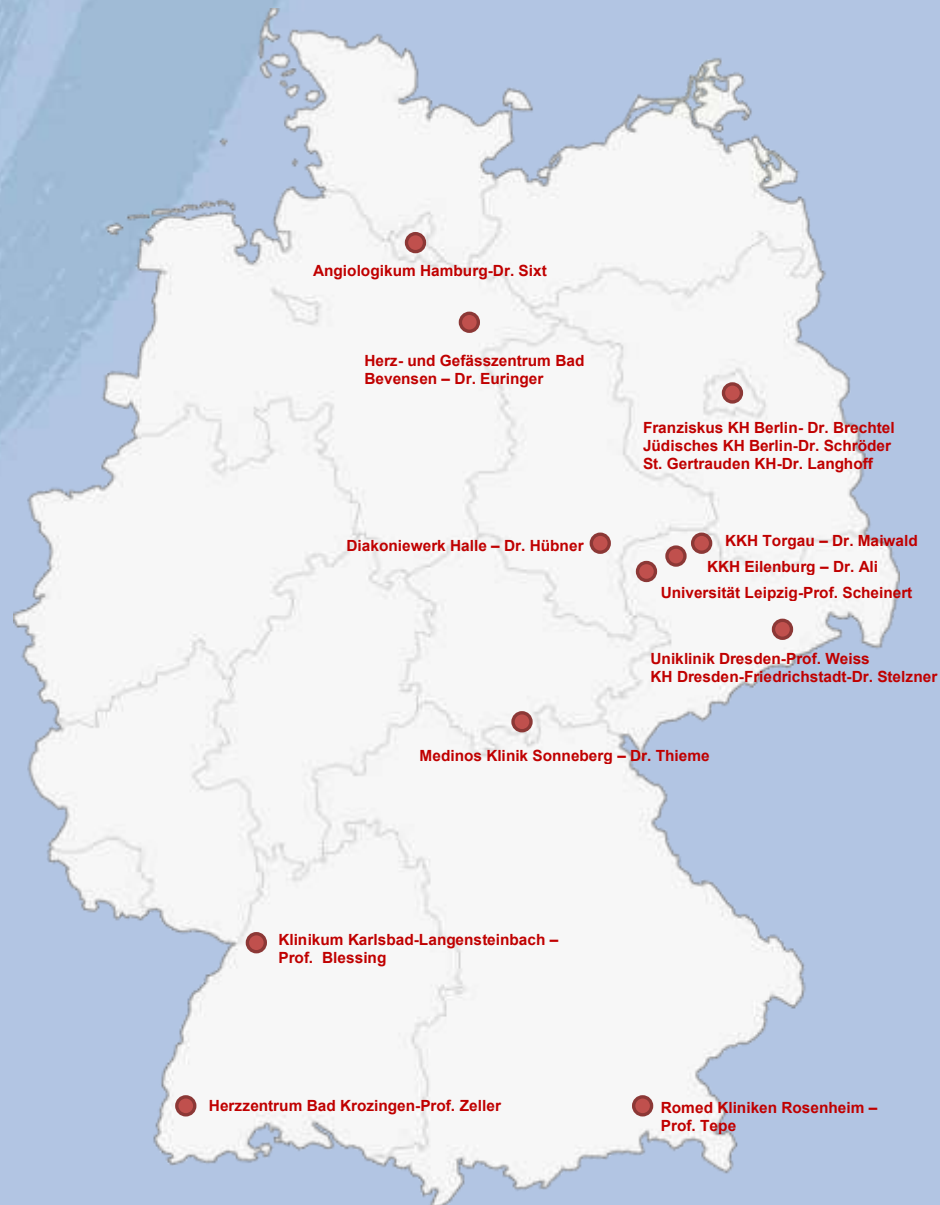 Angiologikum Hamburg-Dr. Sixt
Herz- und Gefässzentrum Bad
Bevensen – Dr. Euringer
Franziskus KH Berlin- Dr. Brechtel
Jüdisches KH Berlin-Dr. Schröder
St. Gertrauden KH-Dr. Langhoff
Diakoniewerk Halle – Dr. Hübner
KKH Torgau – Dr. Maiwald
KKH Eilenburg – Dr. Ali
Universität Leipzig-Prof. Scheinert
Uniklinik Dresden-Prof. Weiss
KH Dresden-Friedrichstadt-Dr. Stelzner
Medinos Klinik Sonneberg – Dr. Thieme
Klinikum Karlsbad-Langensteinbach –
Prof. Blessing
Herzzentrum Bad Krozingen-Prof. Zeller
Romed Kliniken Rosenheim –
Prof. Tepe